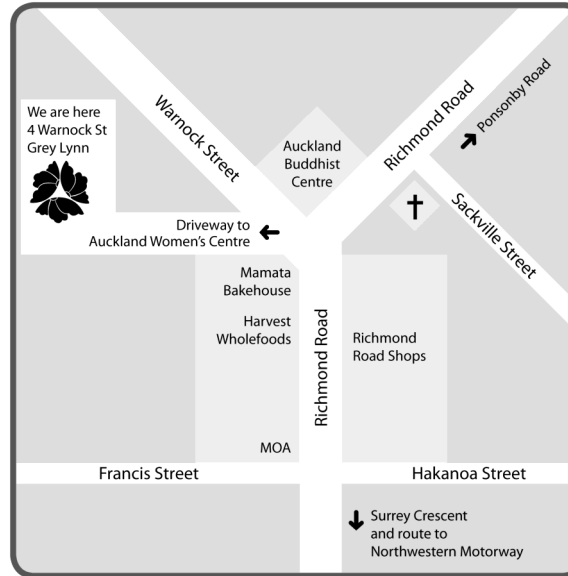 Warnock Street
Richmond Road
Ponsonby Road
We are here
4 Warnock St
Grey Lynn
Auckland
Buddhist
Centre
Sackville Street
Driveway to
Auckland Women's Centre
Mamata
Bakehouse
Harvest
Wholefoods
Richmond Road
Richmond
Road Shops
MOA
Francis Street
Hakanoa Street
Surrey Crescent
and route to
Northwestern Motorway